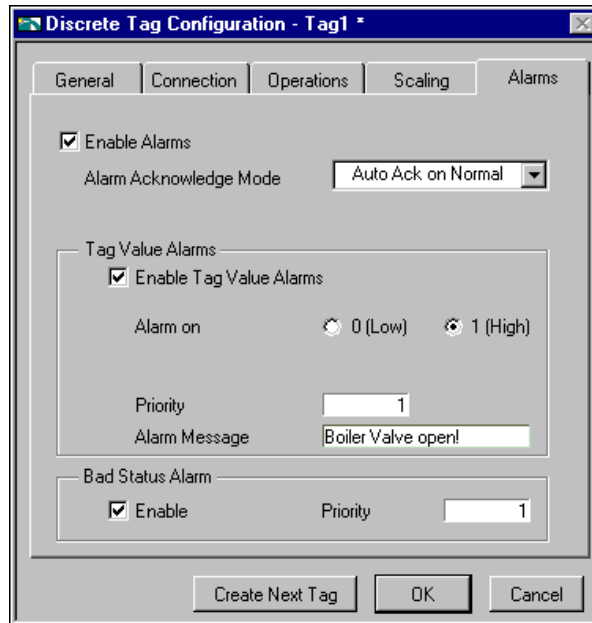 Discrete Tag Configuration - Tag1 *
General Connection Operations Scaling Alarms
Enable Alarms
Alarm Acknowledge Mode Auto Ack on Normal
Tag Value Alarms
Enable Tag Value Alarms
Alarm on 0 (Low) 1 (High)
Priority 1
Alarm Message Boiler Valve open!
Bad Status Alarm
Enable Priority 1
Create Next Tag OK Cancel